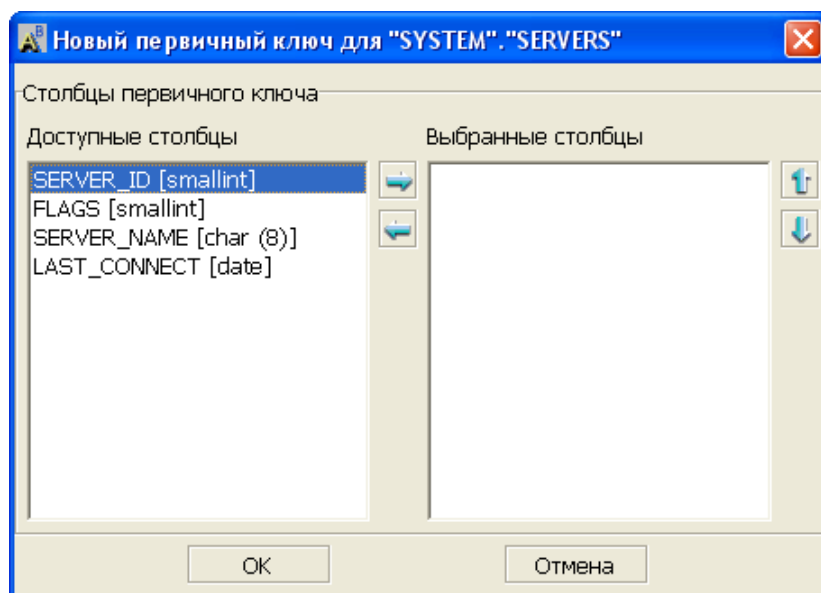 Новый первичный ключ для "SYSTEM"."SERVERS"
Столбцы первичного ключа
Доступные столбцы
Выбранные столбцы
SERVER_ID [smallint]
FLAGS [smallint]
SERVER_NAME [char (8)]
LAST_CONNECT [date]
OK
Отмена